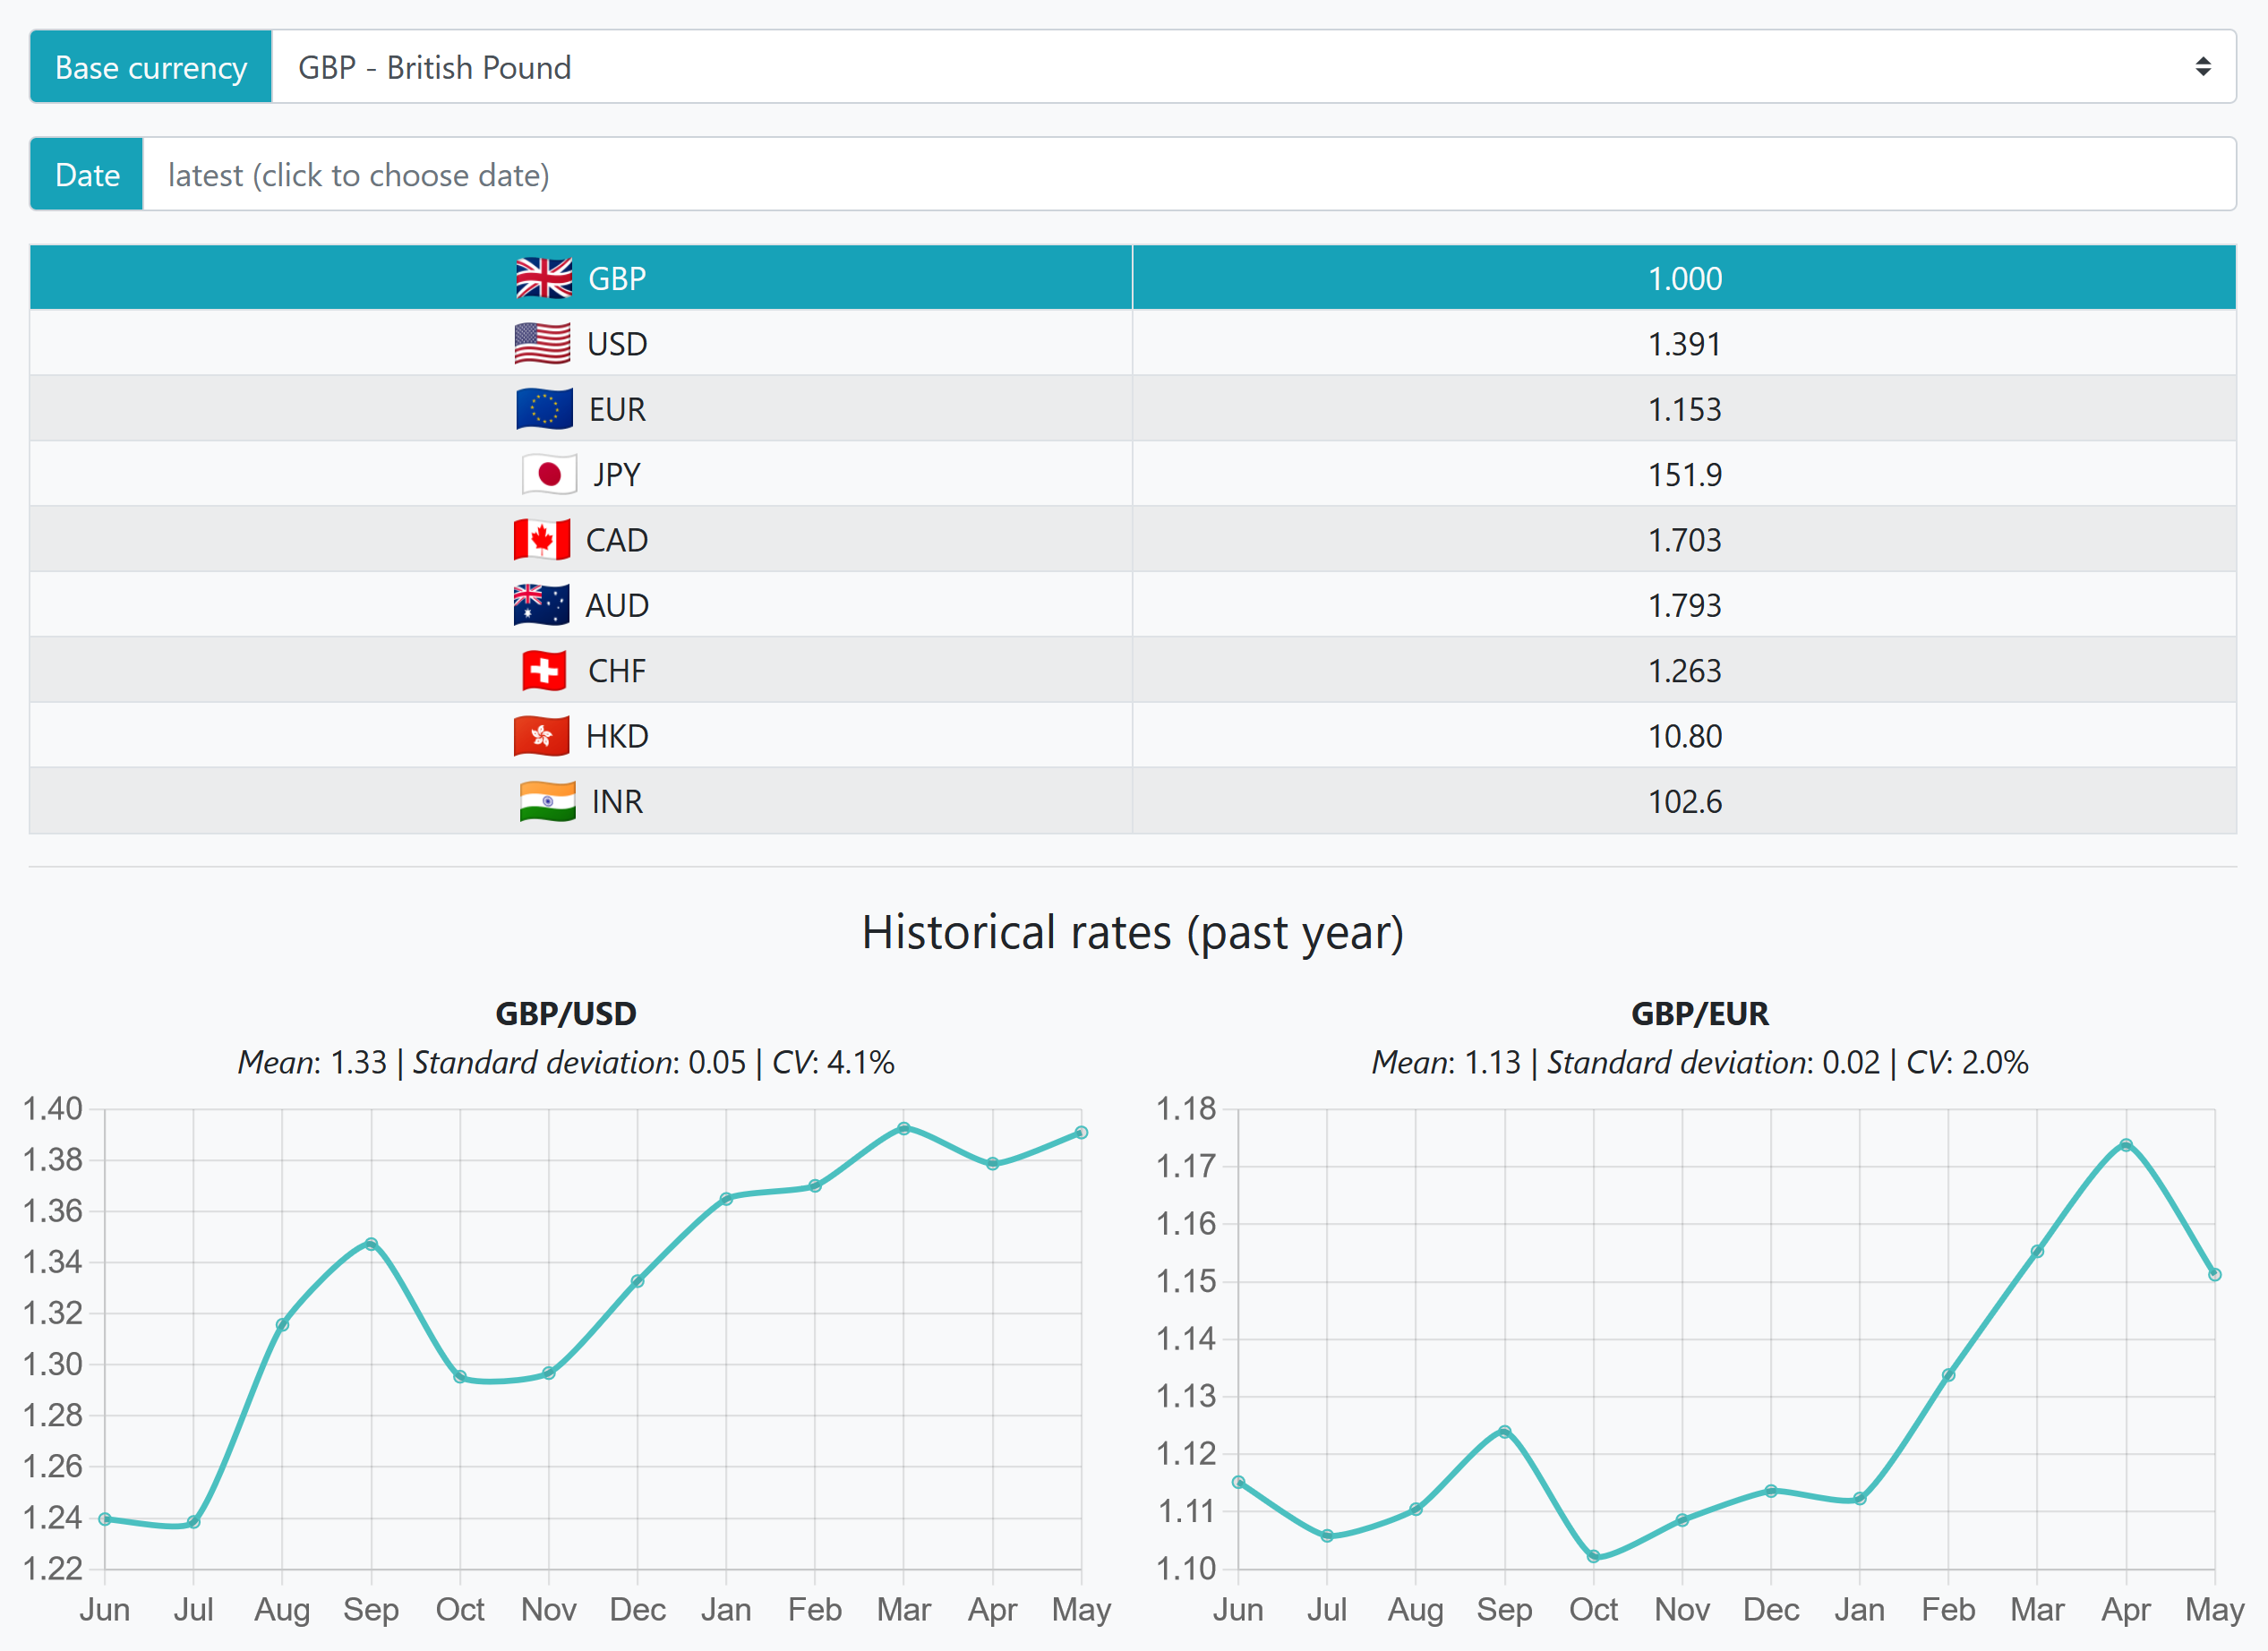 Base currency GBP - British Pound
Date latest (click to choose date)
GBP 1.000
USD 1.391
EUR 1.153
JPY 151.9
CAD 1.703
AUD 1.793
CHF 1.263
HKD 10.80
INR 102.6
Historical rates (past year)
GBP/USD
Mean: 1.33 | Standard deviation: 0.05 | CV: 4.1%
1.40
1.38
1.36
1.34
1.32
1.30
1.28
1.26
1.24
1.22
Jun Jul Aug Sep Oct Nov Dec Jan Feb Mar Apr May
GBP/EUR
Mean: 1.13 | Standard deviation: 0.02 | CV: 2.0%
1.18
1.17
1.16
1.15
1.14
1.13
1.12
1.11
1.10
Jun Jul Aug Sep Oct Nov Dec Jan Feb Mar Apr May